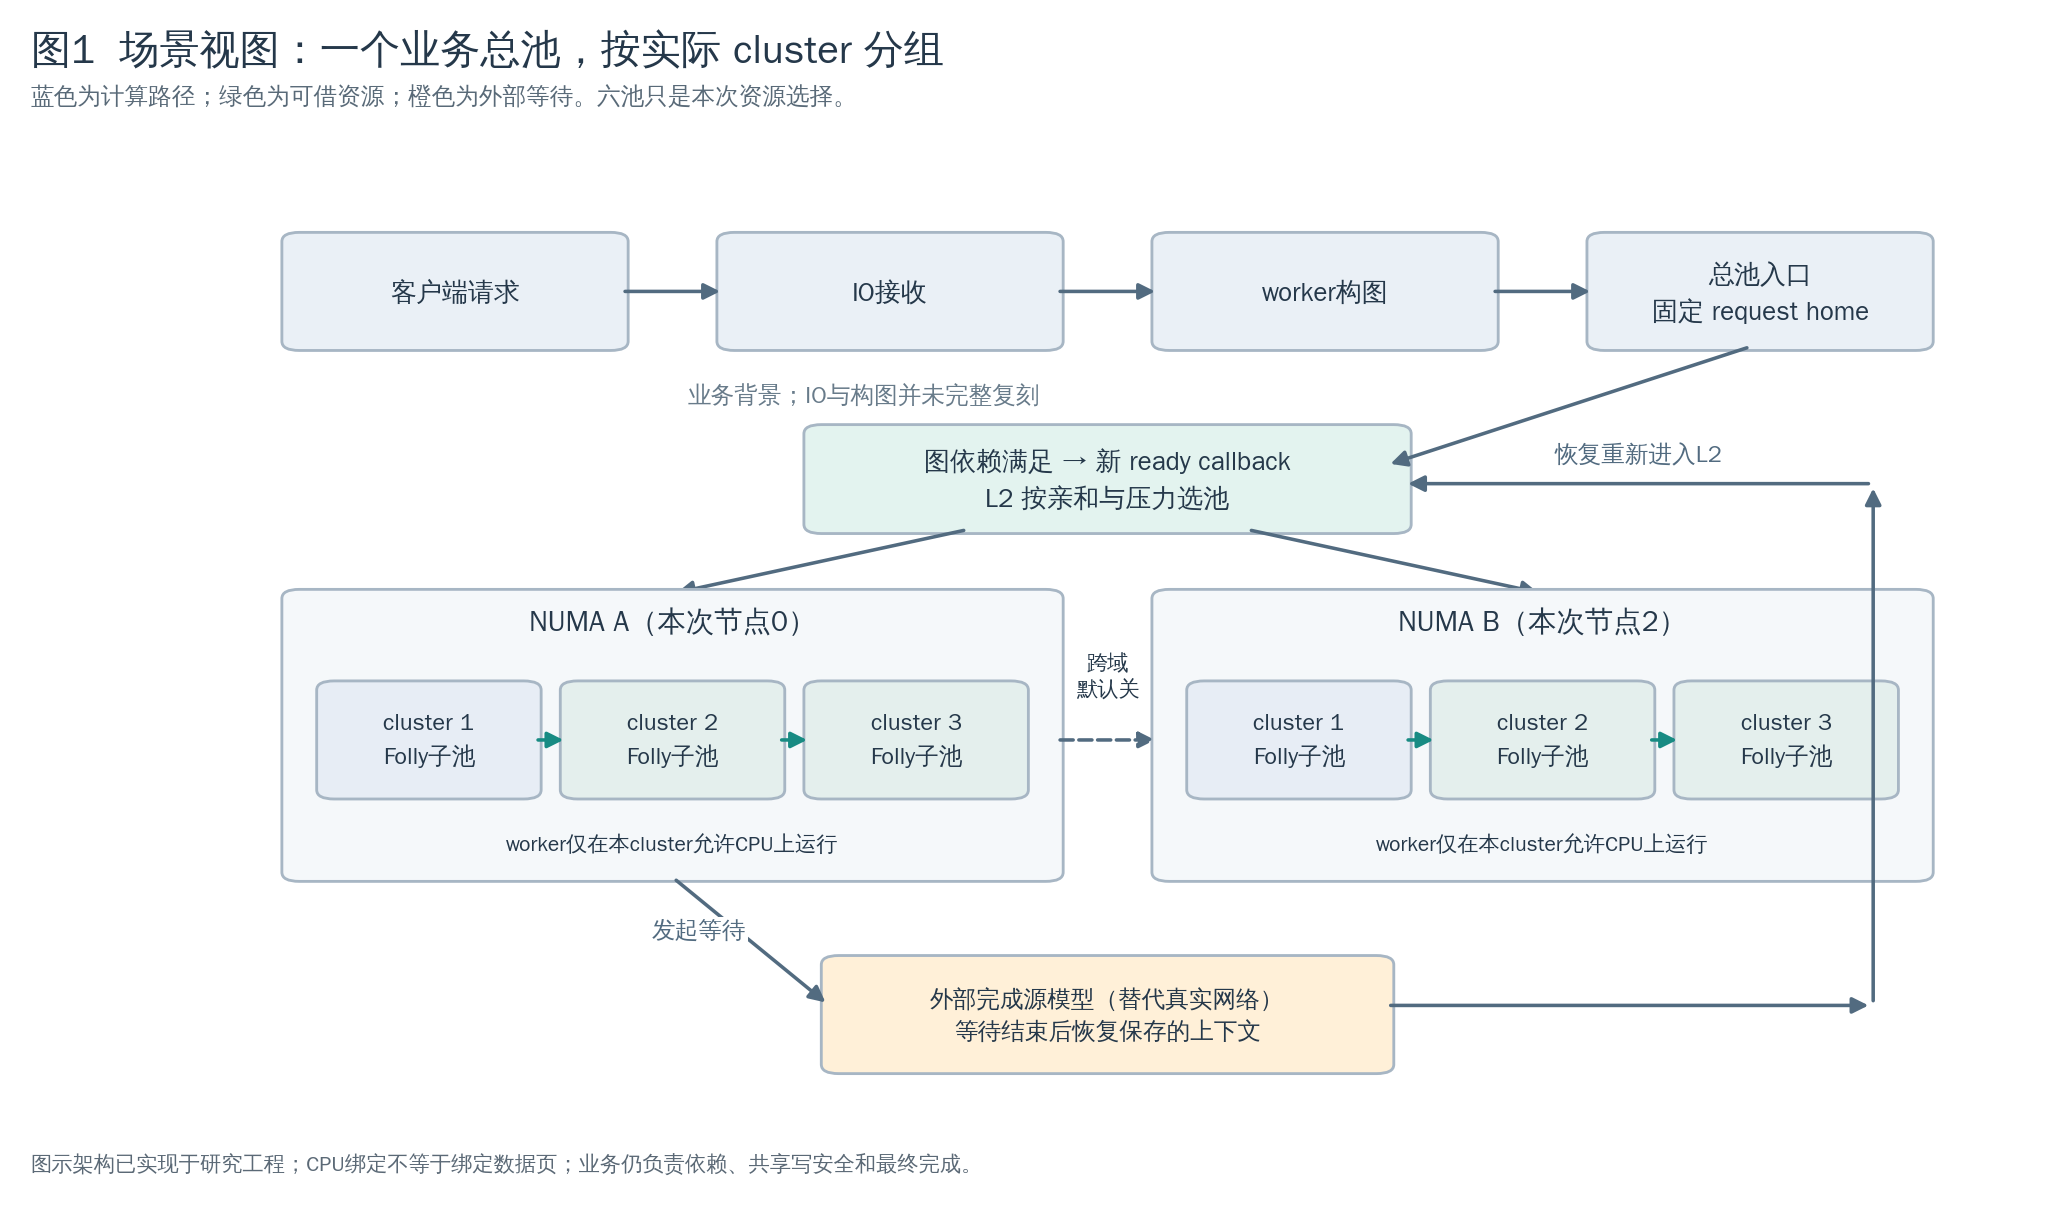 图1 场景视图：一个业务总池，按实际 cluster 分组
蓝色为计算路径；绿色为可借资源；橙色为外部等待。六池只是本次资源选择。
客户端请求
IO接收
worker构图
总池入口
固定 request home
业务背景；IO与构图并未完整复刻
图依赖满足 → 新 ready callback
L2 按亲和与压力选池
恢复重新进入L2
NUMA A（本次节点0）
cluster 1
Folly子池
cluster 2
Folly子池
cluster 3
Folly子池
worker仅在本cluster允许CPU上运行
跨域
默认关
NUMA B（本次节点2）
cluster 1
Folly子池
cluster 2
Folly子池
cluster 3
Folly子池
worker仅在本cluster允许CPU上运行
发起等待
外部完成源模型（替代真实网络）
等待结束后恢复保存的上下文
图示架构已实现于研究工程；CPU绑定不等于绑定数据页；业务仍负责依赖、共享写安全和最终完成。